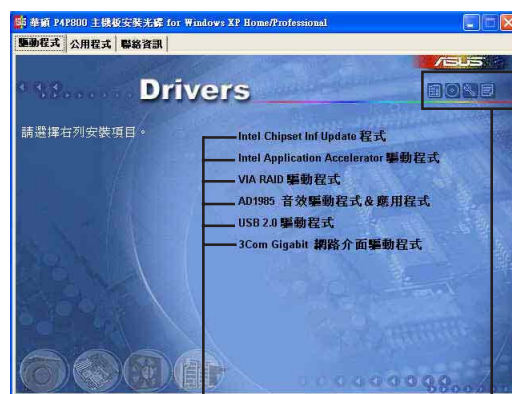 華碩 P4P800 主機板安裝光碟 for Windows XP Home/Professional
驅動程式 公用程式 聯絡資訊
ASUS
Drivers
請選擇右列安裝項目。
Intel Chipset Inf Update 程式
Intel Application Accelerator 驅動程式
VIA RAID 驅動程式
AD1985 音效驅動程式 & 應用程式
USB 2.0 驅動程式
3Com Gigabit 網路介面驅動程式